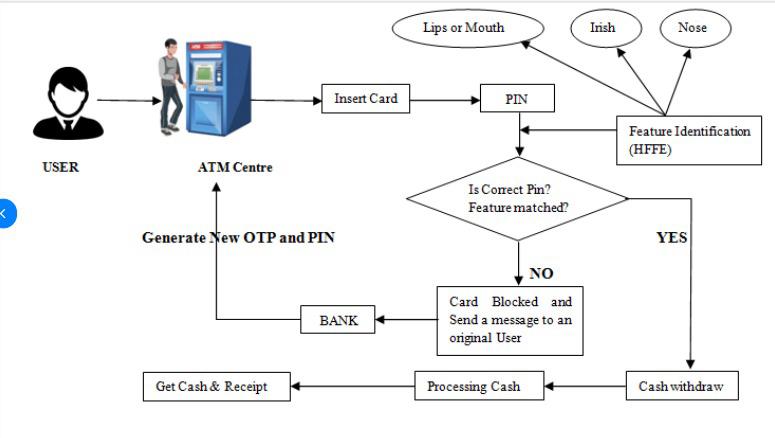 Lips or Mouth
Irish
Nose
Insert Card
PIN
Feature Identification
(HFFE)
USER
ATM Centre
Is Correct Pin?
Feature matched?
Generate New OTP and PIN
YES
NO
Card Blocked and
Send a message to an
original User
BANK
Get Cash & Receipt
Processing Cash
Cash withdraw